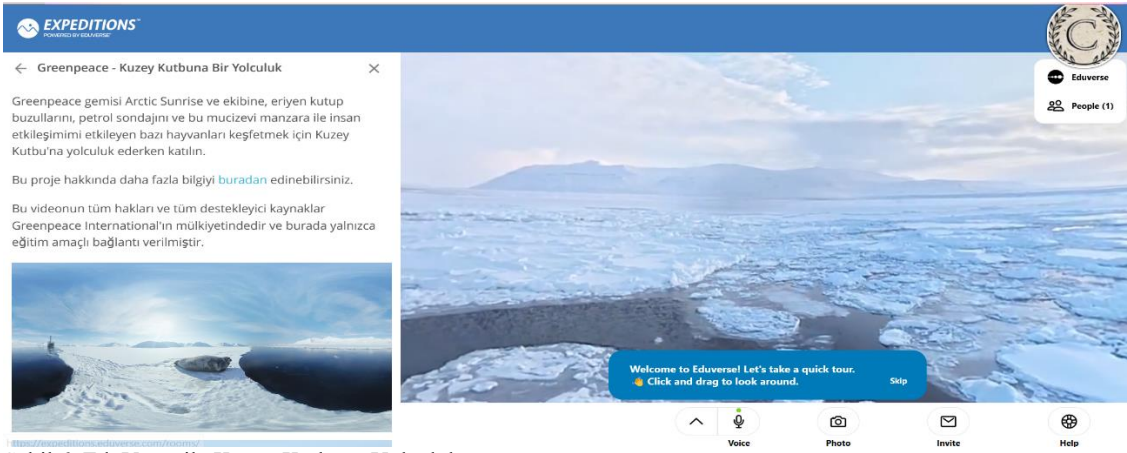 EXPEDITIONS
POWERED BY EDUVERSE
C
← Greenpeace - Kuzey Kutbuna Bir Yolculuk ×
Greenpeace gemisi Arctic Sunrise ve ekibine, eriyen kutup
buzullarını, petrol sondajını ve bu mucizevi manzara ile insan
etkileşimimi etkileyen bazı hayvanları keşfetmek için Kuzey
Kutbu'na yolculuk ederken katılın.
Bu proje hakkında daha fazla bilgiyi buradan edinebilirsiniz.
Bu videonun tüm hakları ve tüm destekleyici kaynaklar
Greenpeace International'ın mülkiyetindedir ve burada yalnızca
eğitim amaçlı bağlantı verilmiştir.
https://expeditions.eduverse.com/rooms/
Eduverse
People (1)
Welcome to Eduverse! Let's take a quick tour.
👋 Click and drag to look around.
Skip
Voice
Photo
Invite
Help